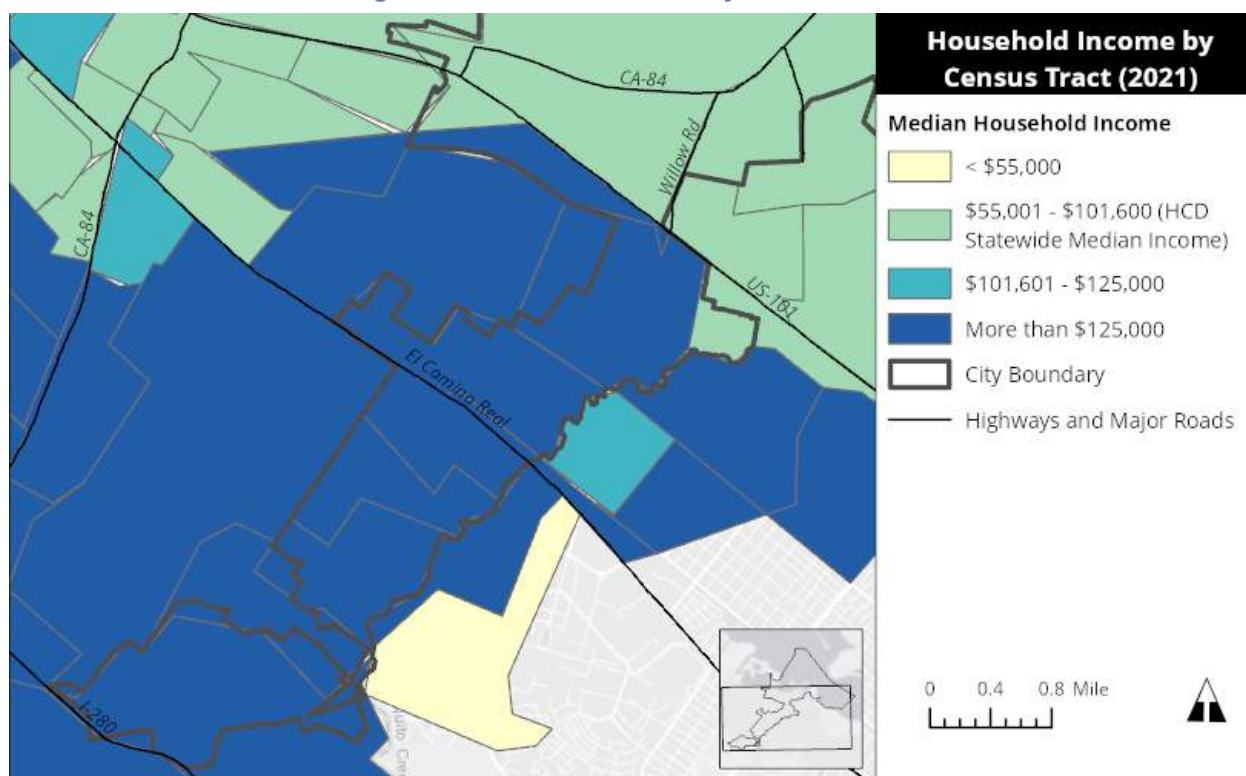 Household Income by
Census Tract (2021)
Median Household Income
< $55,000
$55,001 - $101,600 (HCD
Statewide Median Income)
$101,601 - $125,000
More than $125,000
City Boundary
Highways and Major Roads
0 0.4 0.8 Mile
CA-84
Willow Rd
CA-84
US-101
El Camino Real
I-280